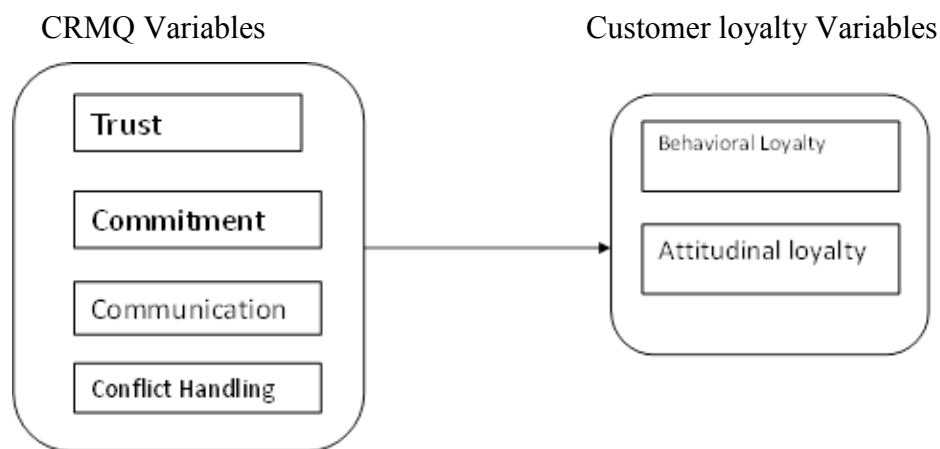 CRMQ Variables
Customer loyalty Variables
Trust
Commitment
Communication
Conflict Handling
Behavioral Loyalty
Attitudinal loyalty